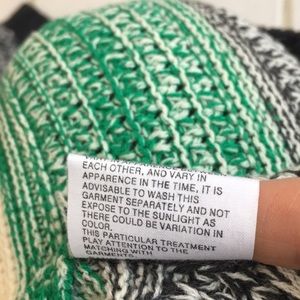 EACH OTHER, AND VARY IN
APPARENCE IN THE TIME, IT IS
ADVISABLE TO WASH THIS
GARMENT SEPARATELY AND NOT
EXPOSE TO THE SUNLIGHT AS
THERE COULD BE VARIATION IN
COLOR.
THIS PARTICULAR TREATMENT
PLAY ATTENTION TO THE
MATCHING WITH
GARMENTS.